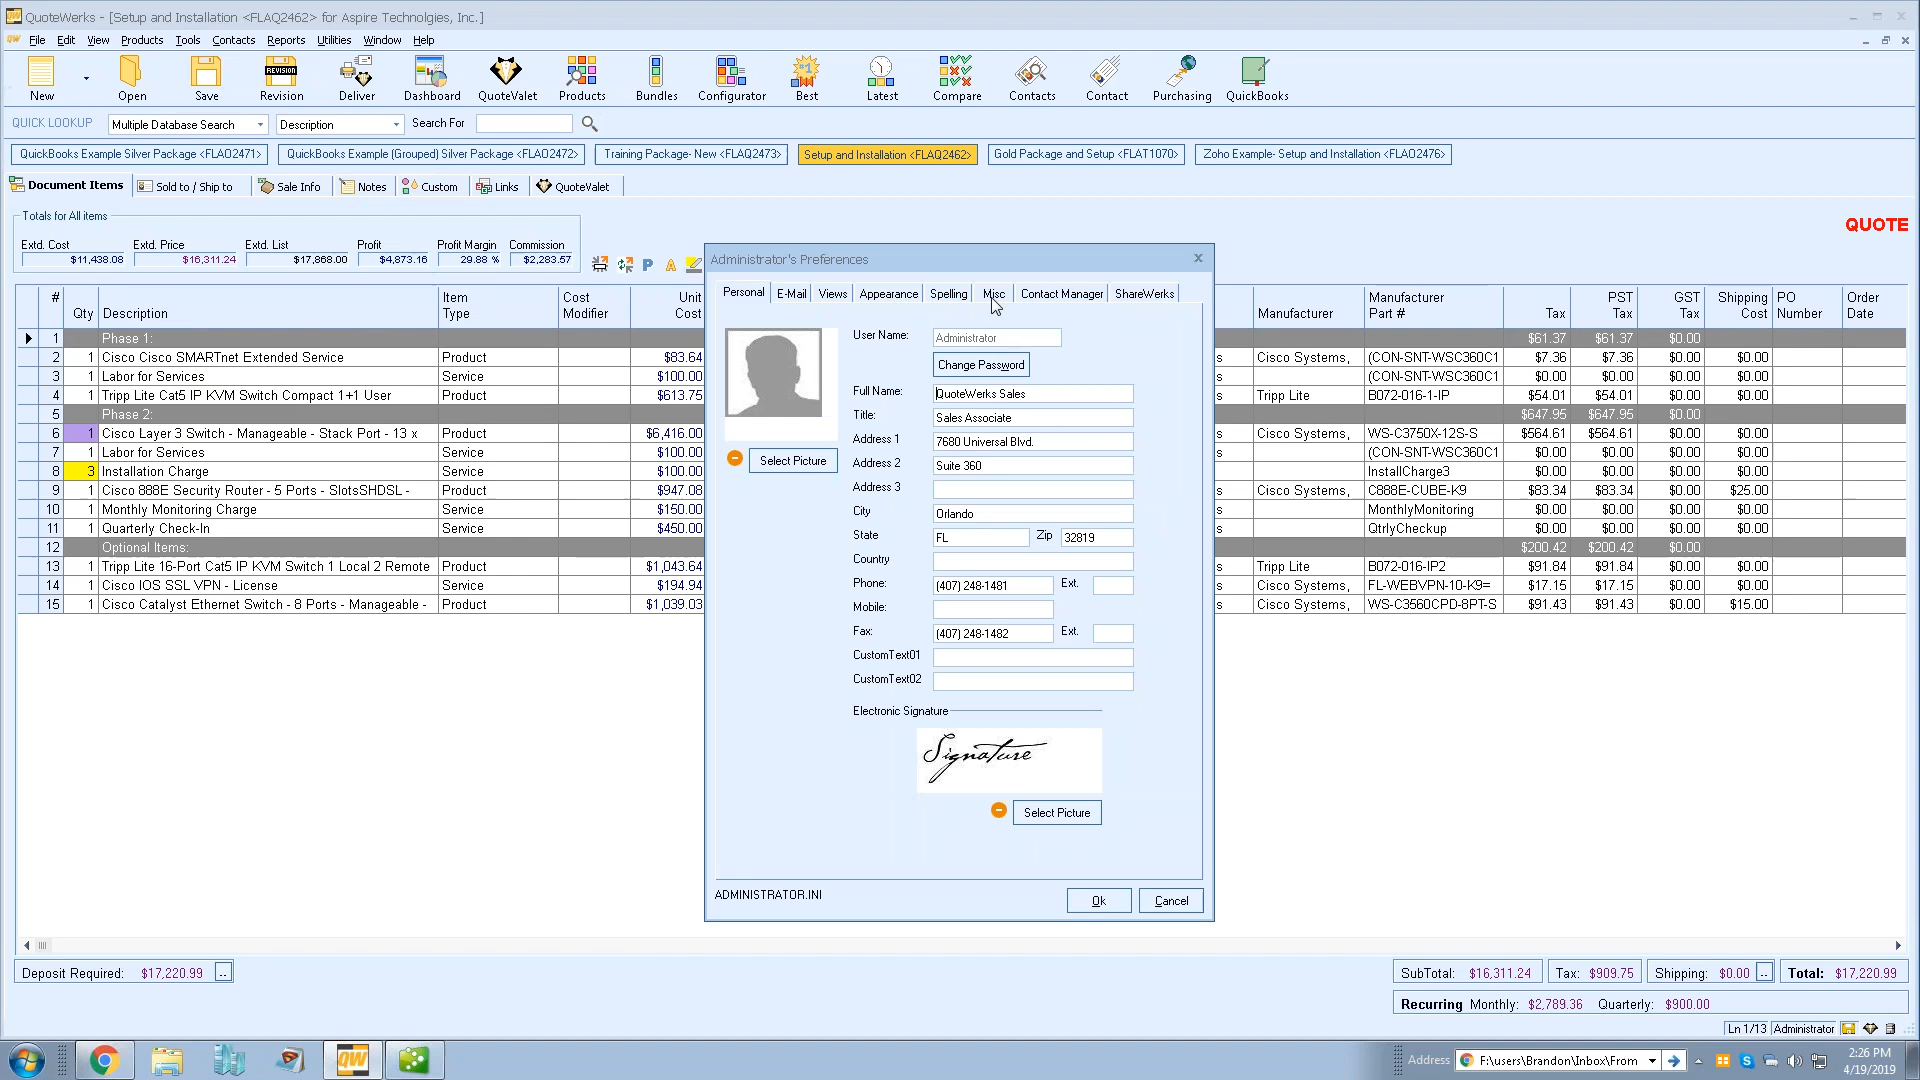 QuoteWerks - [Setup and Installation <FLAQ2462> for Aspire Technolgies, Inc.]
File Edit View Products Tools Contacts Reports Utilities Window Help
New Open Save Revision Deliver Dashboard QuoteValet Products Bundles Configurator Best Latest Compare Contacts Contact Purchasing QuickBooks
QUICK LOOKUP Multiple Database Search Description Search For
QuickBooks Example Silver Package <FLAO2471> QuickBooks Example (Grouped) Silver Package <FLAO2472> Training Package- New <FLAQ2473> Setup and Installation <FLAQ2462> Gold Package and Setup <FLAT1070> Zoho Example- Setup and Installation <FLAO2476>
Document Items Sold to / Ship to Sale Info Notes Custom Links QuoteValet
Totals for All items
QUOTE
Extd. Cost Extd. Price Extd. List Profit Profit Margin Commission
$11,438.08 $16,311.24 $17,868.00 $4,873.16 29.88 % $2,283.57
# Qty Description Item Type Cost Modifier Unit Cost Manufacturer Manufacturer Part # Tax PST Tax GST Tax Shipping Cost PO Number Order Date
1 Phase 1: $61.37 $61.37 $0.00
2 1 Cisco Cisco SMARTnet Extended Service Product $83.64 s Cisco Systems, (CON-SNT-WSC360C1 $7.36 $7.36 $0.00 $0.00
3 1 Labor for Services Service $100.00 s (CON-SNT-WSC360C1 $0.00 $0.00 $0.00 $0.00
4 1 Tripp Lite Cat5 IP KVM Switch Compact 1+1 User Product $613.75 s Tripp Lite B072-016-1-IP $54.01 $54.01 $0.00 $0.00
5 Phase 2: $647.95 $647.95 $0.00
6 1 Cisco Layer 3 Switch - Manageable - Stack Port - 13 x Product $6,416.00 s Cisco Systems, WS-C3750X-12S-S $564.61 $564.61 $0.00 $0.00
7 1 Labor for Services Service $100.00 s (CON-SNT-WSC360C1 $0.00 $0.00 $0.00 $0.00
8 3 Installation Charge Service $100.00 s InstallCharge3 $0.00 $0.00 $0.00 $0.00
9 1 Cisco 888E Security Router - 5 Ports - SlotsSHDSL - Product $947.08 s Cisco Systems, C888E-CUBE-K9 $83.34 $83.34 $0.00 $25.00
10 1 Monthly Monitoring Charge Service $150.00 s MonthlyMonitoring $0.00 $0.00 $0.00 $0.00
11 1 Quarterly Check-In Service $450.00 s QtrlyCheckup $0.00 $0.00 $0.00 $0.00
12 Optional Items: $200.42 $200.42 $0.00
13 1 Tripp Lite 16-Port Cat5 IP KVM Switch 1 Local 2 Remote Product $1,043.64 s Tripp Lite B072-016-IP2 $91.84 $91.84 $0.00 $0.00
14 1 Cisco IOS SSL VPN - License Service $194.94 s Cisco Systems, FL-WEBVPN-10-K9= $17.15 $17.15 $0.00 $0.00
15 1 Cisco Catalyst Ethernet Switch - 8 Ports - Manageable - Product $1,039.03 s Cisco Systems, WS-C3560CPD-8PT-S $91.43 $91.43 $0.00 $15.00
Administrator's Preferences
Personal E-Mail Views Appearance Spelling Misc Contact Manager ShareWerks
User Name: Administrator
Change Password
Full Name: QuoteWerks Sales
Title: Sales Associate
Address 1 7680 Universal Blvd.
Select Picture
Address 2 Suite 360
Address 3
City Orlando
State FL Zip 32819
Country
Phone: (407) 248-1481 Ext.
Mobile:
Fax: (407) 248-1482 Ext.
CustomText01
CustomText02
Electronic Signature
Signature
Select Picture
ADMINISTRATOR.INI
Ok Cancel
Deposit Required: $17,220.99 ..
SubTotal: $16,311.24 Tax: $909.75 Shipping: $0.00 .. Total: $17,220.99
Recurring Monthly: $2,789.36 Quarterly: $900.00
Ln 1/13 Administrator
Address F:\users\Brandon\Inbox\From
2:26 PM
4/19/2019